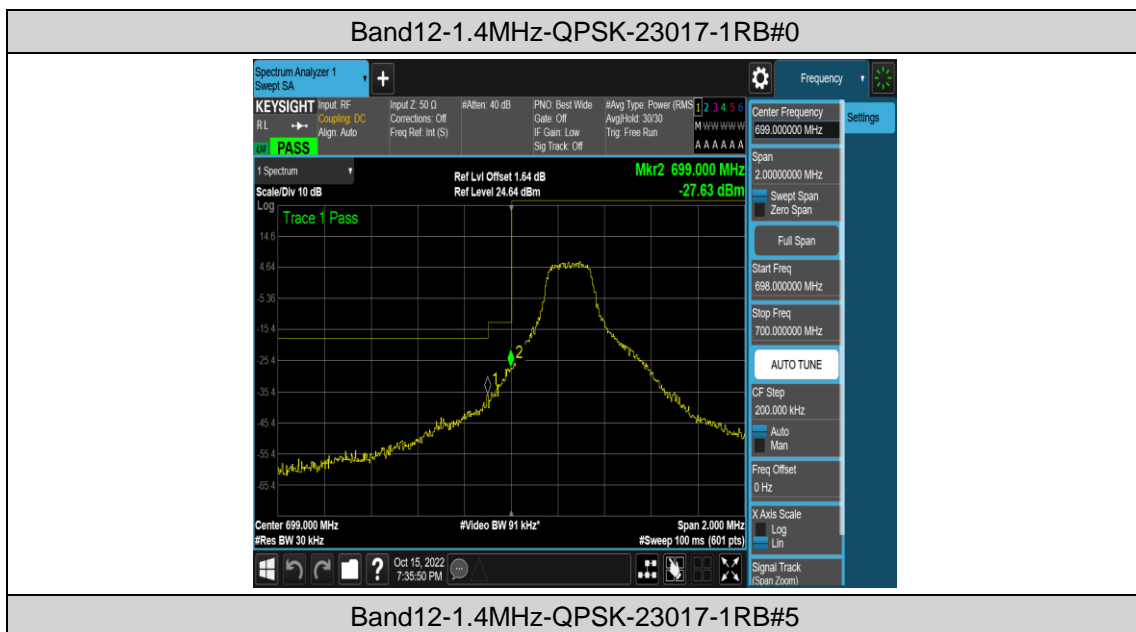 Band12-1.4MHz-QPSK-23017-1RB#0
Spectrum Analyzer 1
Swept SA
+
Frequency
KEYSIGHT
RL
LXI
PASS
Input: RF
Coupling: DC
Align: Auto
Input Z: 50 Ω
Corrections: Off
Freq Ref: Int (S)
#Atten: 40 dB
PNO: Best Wide
Gate: Off
IF Gain: Low
Sig Track: Off
#Avg Type: Power (RMS
Avg|Hold: 30/30
Trig: Free Run
1 2 3 4 5 6
M W W W W W
A A A A A A
Settings
Center Frequency
699.000000 MHz
Span
2.00000000 MHz
Swept Span
Zero Span
Full Span
Start Freq
698.000000 MHz
Stop Freq
700.000000 MHz
AUTO TUNE
CF Step
200.000 kHz
Auto
Man
Freq Offset
0 Hz
X Axis Scale
Log
Lin
Signal Track
(Span Zoom)
1 Spectrum
Scale/Div 10 dB
Ref Lvl Offset 1.64 dB
Ref Level 24.64 dBm
Mkr2 699.000 MHz
-27.63 dBm
Log
Trace 1 Pass
14.6
4.64
-5.36
-15.4
-25.4
-35.4
-45.4
-55.4
-65.4
1
2
Center 699.000 MHz
#Res BW 30 kHz
#Video BW 91 kHz*
Span 2.000 MHz
#Sweep 100 ms (601 pts)
?
Oct 15, 2022
7:35:50 PM
Band12-1.4MHz-QPSK-23017-1RB#5